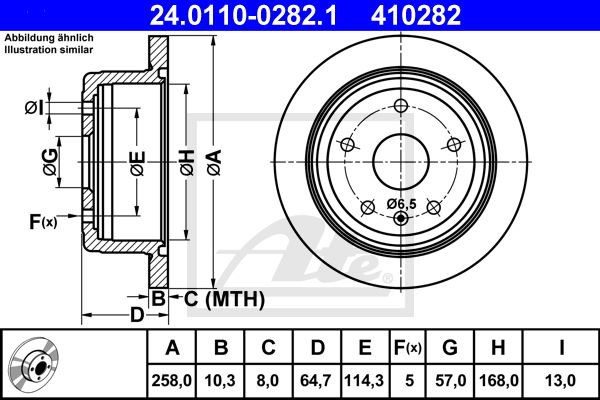 24.0110-0282.1 410282
Abbildung ähnlich
Illustration similar
ØI
ØG
ØE
ØH
ØA
F(x)
Ø6,5
B
C (MTH)
D
Ate
®
A B C D E F(x) G H I
258,0 10,3 8,0 64,7 114,3 5 57,0 168,0 13,0